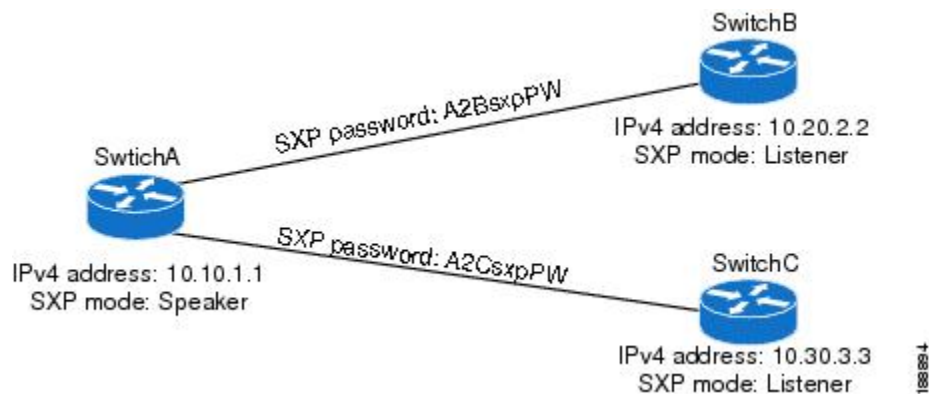 SwitchB
SXP password: A2BsxpPW
IPv4 address: 10.20.2.2
SXP mode: Listener
SwtichA
SXP password: A2CsxpPW
IPv4 address: 10.10.1.1
SXP mode: Speaker
SwitchC
IPv4 address: 10.30.3.3
SXP mode: Listener
188894